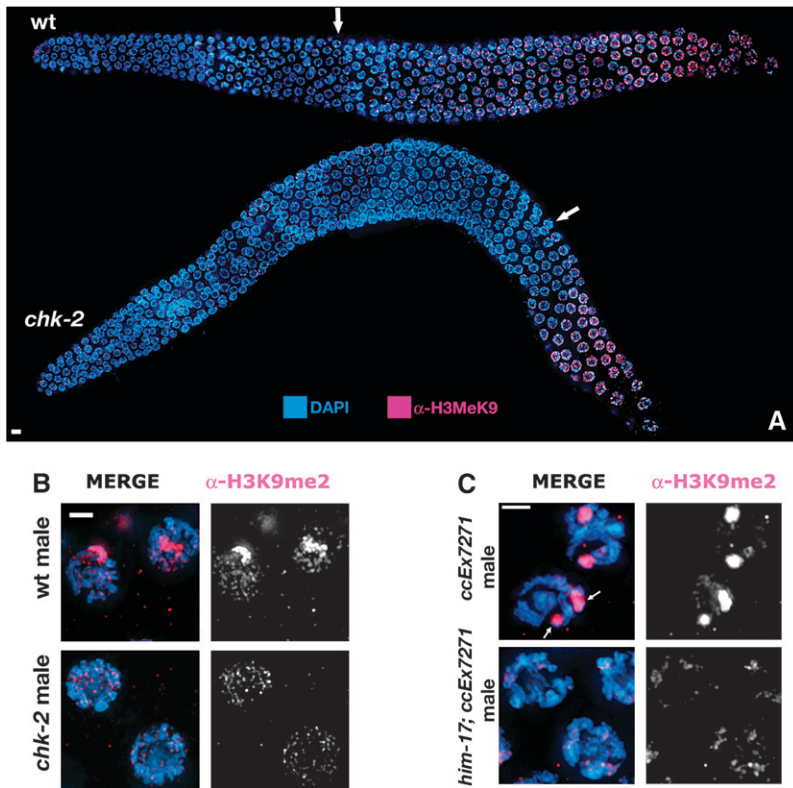 wt
chk-2
DAPI
α-H3MeK9
A
B
MERGE
α-H3K9me2
wt male
chk-2 male
C
MERGE
α-H3K9me2
ccEx7271
male
him-17; ccEx7271
male